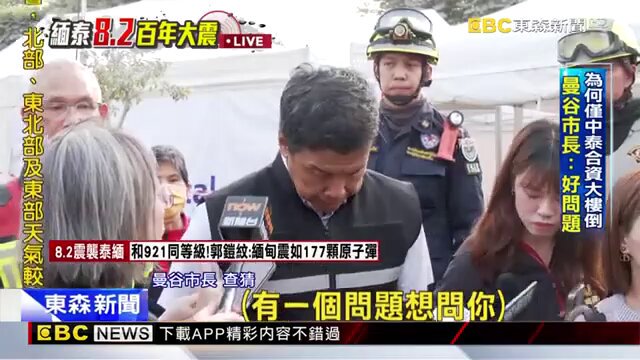 緬泰8.2百年大震
LIVE
EBC 東森新聞
北部、東北部及東部天氣較
為何僅中泰合資大樓倒
曼谷市長:好問題
now
新聞台
8.2震襲泰緬
和921同等級!郭鎧紋:緬甸震如177顆原子彈
曼谷市長 查猜
(有一個問題想問你)
東森新聞
EBC NEWS
下載APP精彩内容不錯過